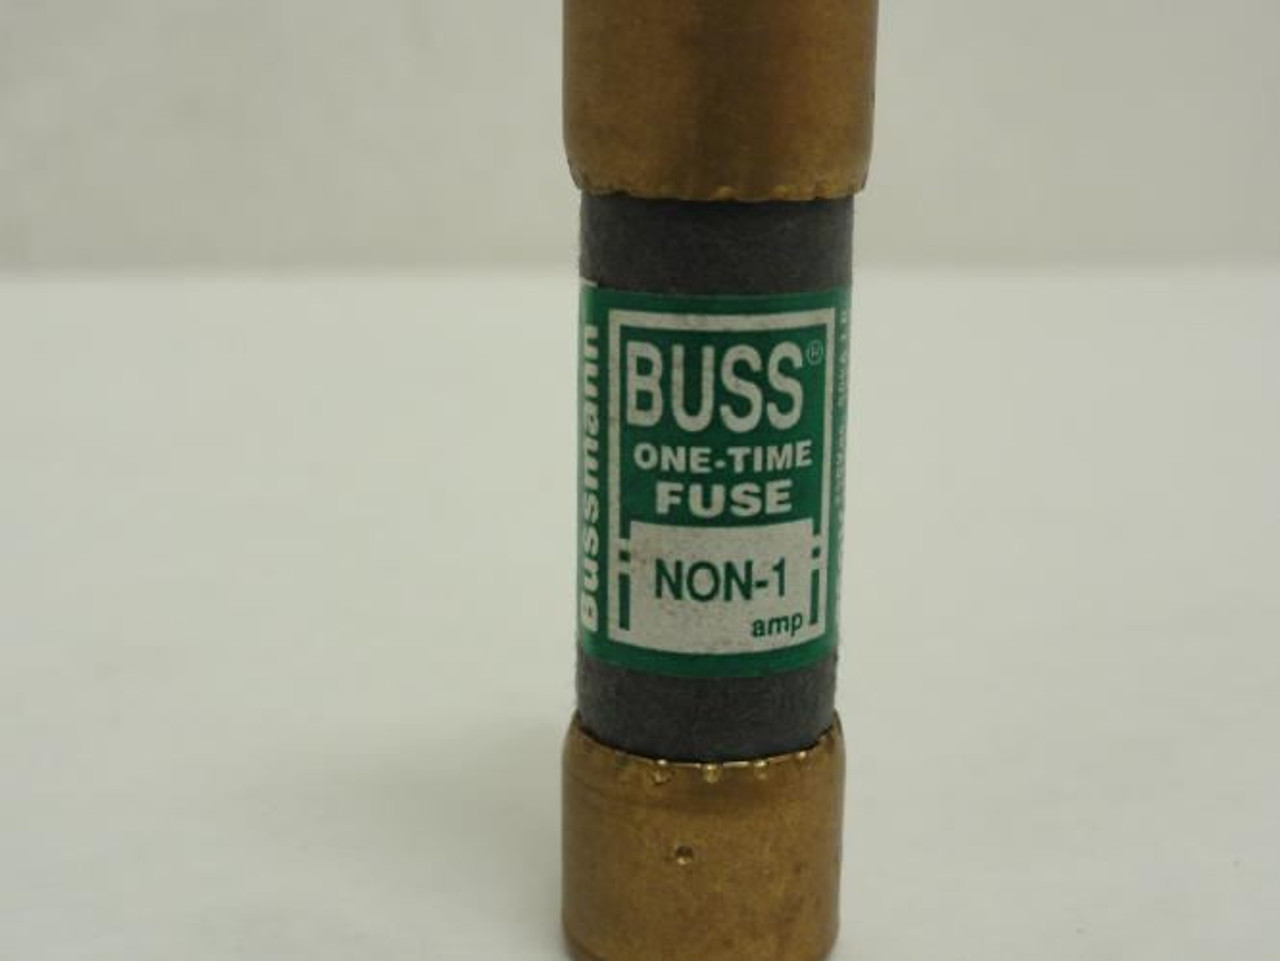 BUSS®
ONE-TIME
FUSE
NON-1
amp
Bussmann